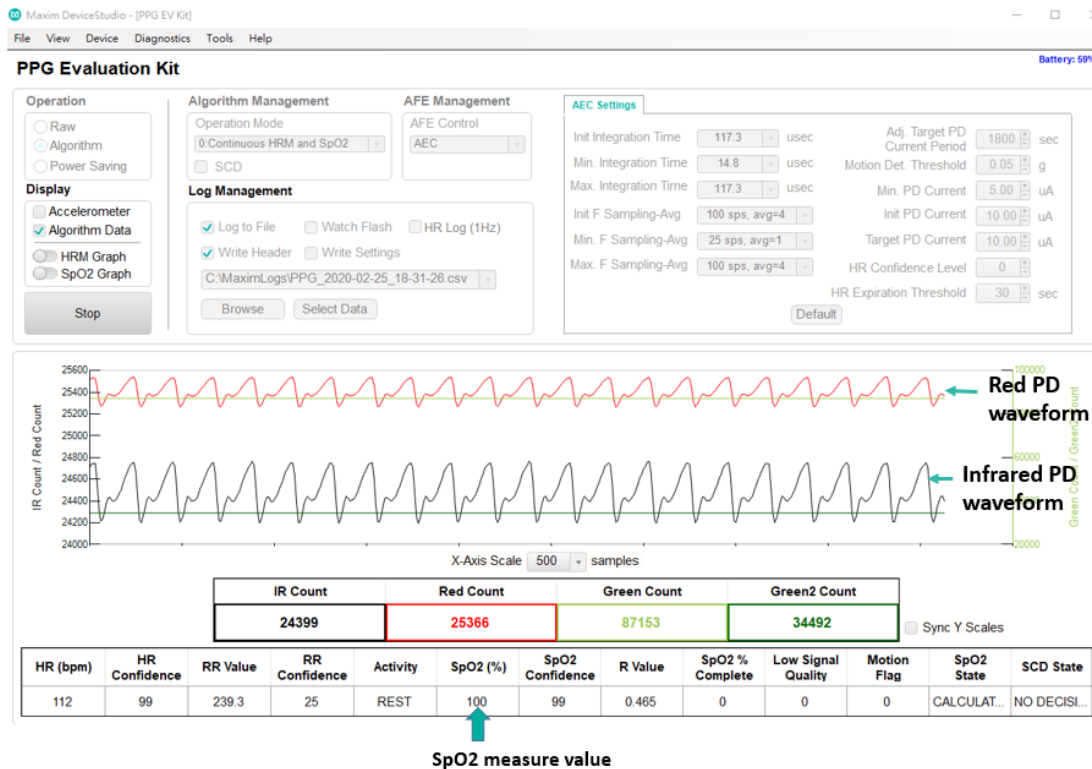 Maxim DeviceStudio - [PPG EV Kit]
File View Device Diagnostics Tools Help
PPG Evaluation Kit
Battery: 59%
Operation
Raw
Algorithm
Power Saving
Display
Accelerometer
Algorithm Data
HRM Graph
SpO2 Graph
Stop
Algorithm Management
Operation Mode
0:Continuous HRM and SpO2
SCD
AFE Management
AFE Control
AEC
Log Management
Log to File Watch Flash HR Log (1Hz)
Write Header Write Settings
C:\MaximLogs\PPG_2020-02-25_18-31-26.csv
Browse Select Data
AEC Settings
Init Integration Time 117.3 usec
Min. Integration Time 14.8 usec
Max. Integration Time 117.3 usec
Init F Sampling-Avg 100 sps, avg=4
Min. F Sampling-Avg 25 sps, avg=1
Max. F Sampling-Avg 100 sps, avg=4
Adj. Target PD
Current Period 1800 sec
Motion Det. Threshold 0.05 g
Min. PD Current 5.00 uA
Init PD Current 10.00 uA
Target PD Current 10.00 uA
HR Confidence Level 0
HR Expiration Threshold 30 sec
Default
IR Count / Red Count
25600
25400
25200
25000
24800
24600
24400
24200
24000
100000
60000
20000
Green Count / Green2 Count
Red PD
waveform
Infrared PD
waveform
X-Axis Scale 500 samples
IR Count Red Count Green Count Green2 Count
24399 25366 87153 34492
Sync Y Scales
HR (bpm) HR Confidence RR Value RR Confidence Activity SpO2 (%) SpO2 Confidence R Value SpO2 % Complete Low Signal Quality Motion Flag SpO2 State SCD State
112 99 239.3 25 REST 100 99 0.465 0 0 0 CALCULAT... NO DECISI...
SpO2 measure value